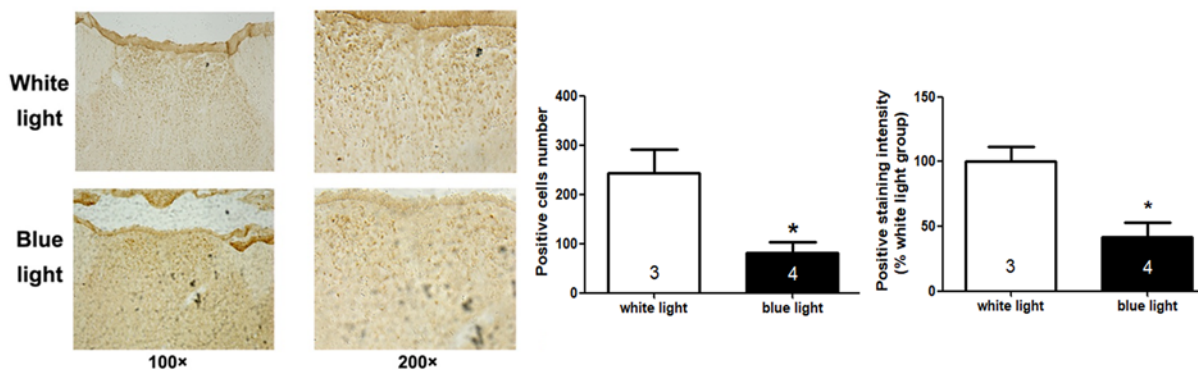 White
light
Blue
light
100×
200×
Positive cells number
400
300
200
100
0
3
*
4
white light
blue light
Positive staining intensity
(% white light group)
150
100
50
0
3
*
4
white light
blue light